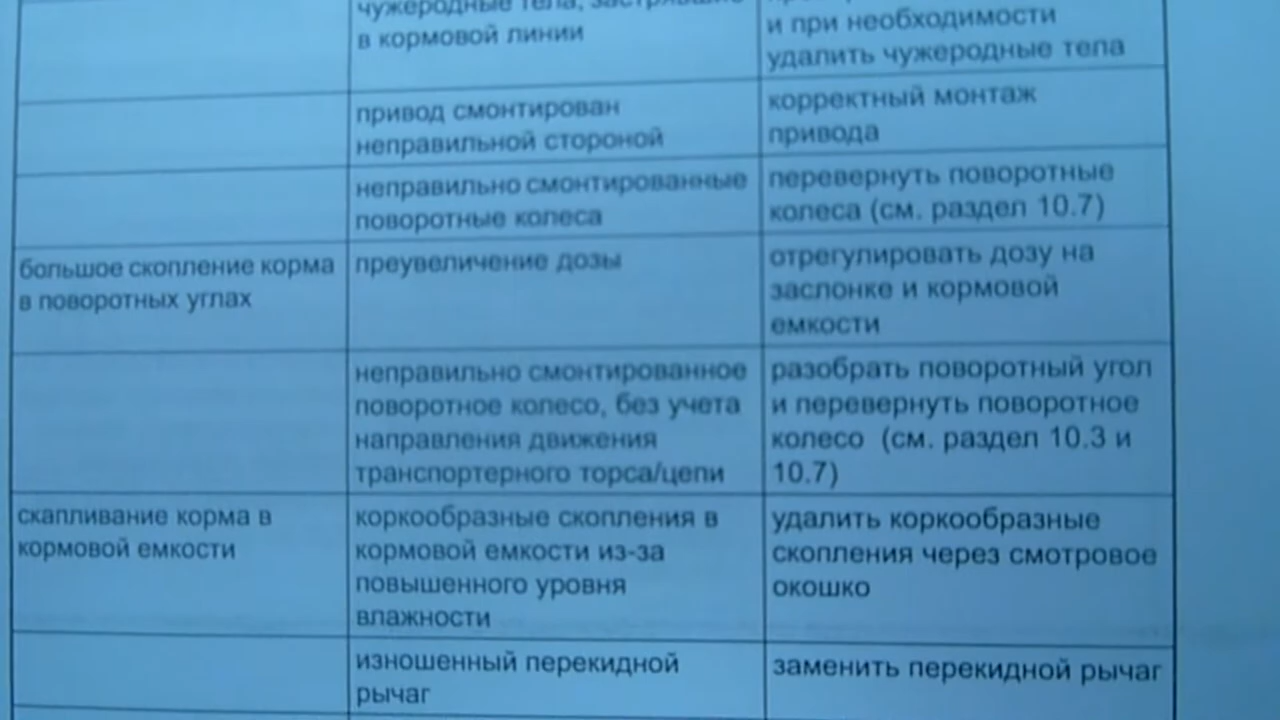 чужеродные тела, застрявшие
в кормовой линии
и при необходимости
удалить чужеродные тела
привод смонтирован
неправильной стороной
корректный монтаж
привода
неправильно смонтированные
поворотные колеса
перевернуть поворотные
колеса (см. раздел 10.7)
большое скопление корма
в поворотных углах
преувеличение дозы
отрегулировать дозу на
заслонке и кормовой
емкости
неправильно смонтированное
поворотное колесо, без учета
направления движения
транспортерного торса/цепи
разобрать поворотный угол
и перевернуть поворотное
колесо (см. раздел 10.3 и
10.7)
скапливание корма в
кормовой емкости
коркообразные скопления в
кормовой емкости из-за
повышенного уровня
влажности
удалить коркообразные
скопления через смотровое
окошко
изношенный перекидной
рычаг
заменить перекидной рычаг